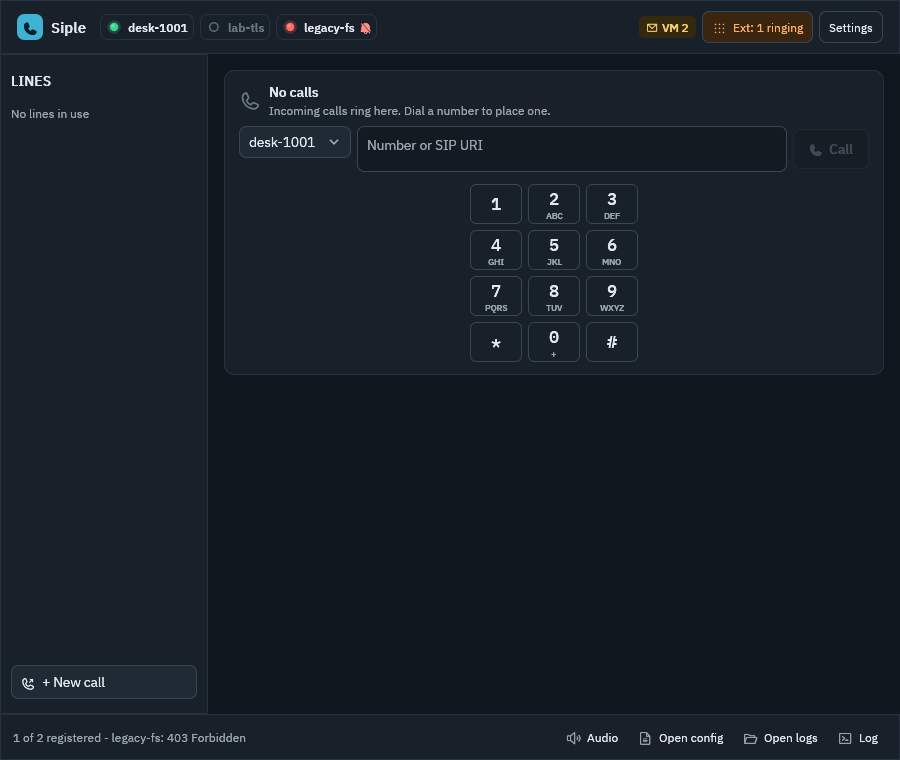 Siple
desk-1001
lab-tls
legacy-fs
VM 2
Ext: 1 ringing
Settings
LINES
No lines in use
No calls
Incoming calls ring here. Dial a number to place one.
desk-1001
Number or SIP URI
Call
1
2
ABC
3
DEF
4
GHI
5
JKL
6
MNO
7
PQRS
8
TUV
9
WXYZ
*
0
+
#
+ New call
1 of 2 registered - legacy-fs: 403 Forbidden
Audio
Open config
Open logs
Log